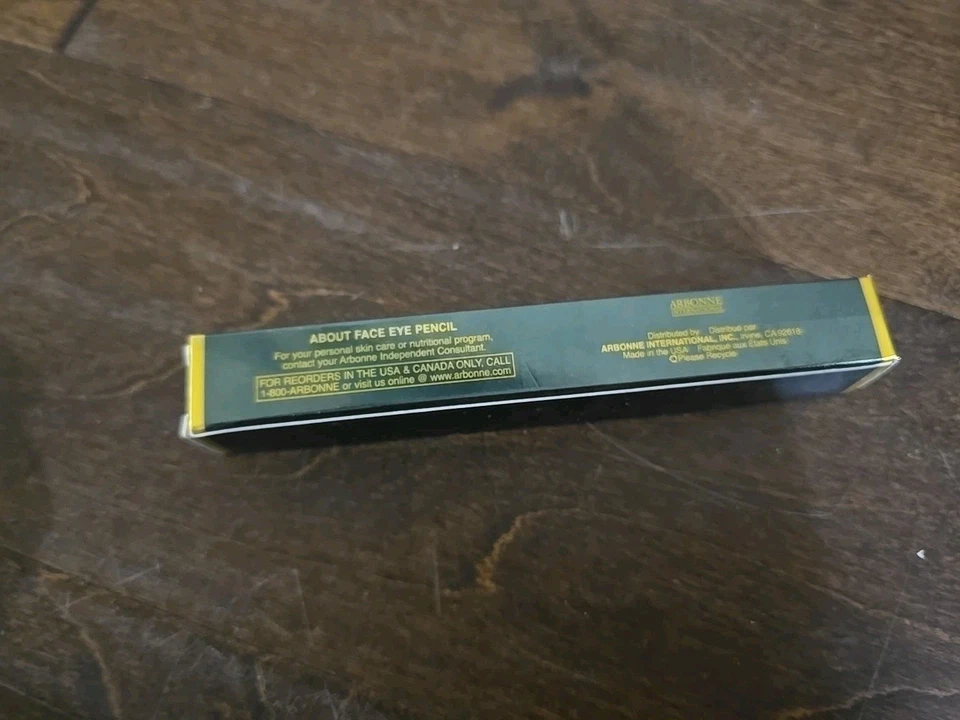 ABOUT FACE EYE PENCIL
For your personal skin care or nutritional program,
contact your Arbonne Independent Consultant.
FOR REORDERS IN THE USA & CANADA ONLY, CALL
1-800-ARBONNE or visit us online @ www.arbonne.com
ARBONNE
INTERNATIONAL
Distributed by Distribué par
ARBONNE INTERNATIONAL, INC., Irvine, CA 92618
Made in the USA Fabriqué aux États Unis
Please Recycle